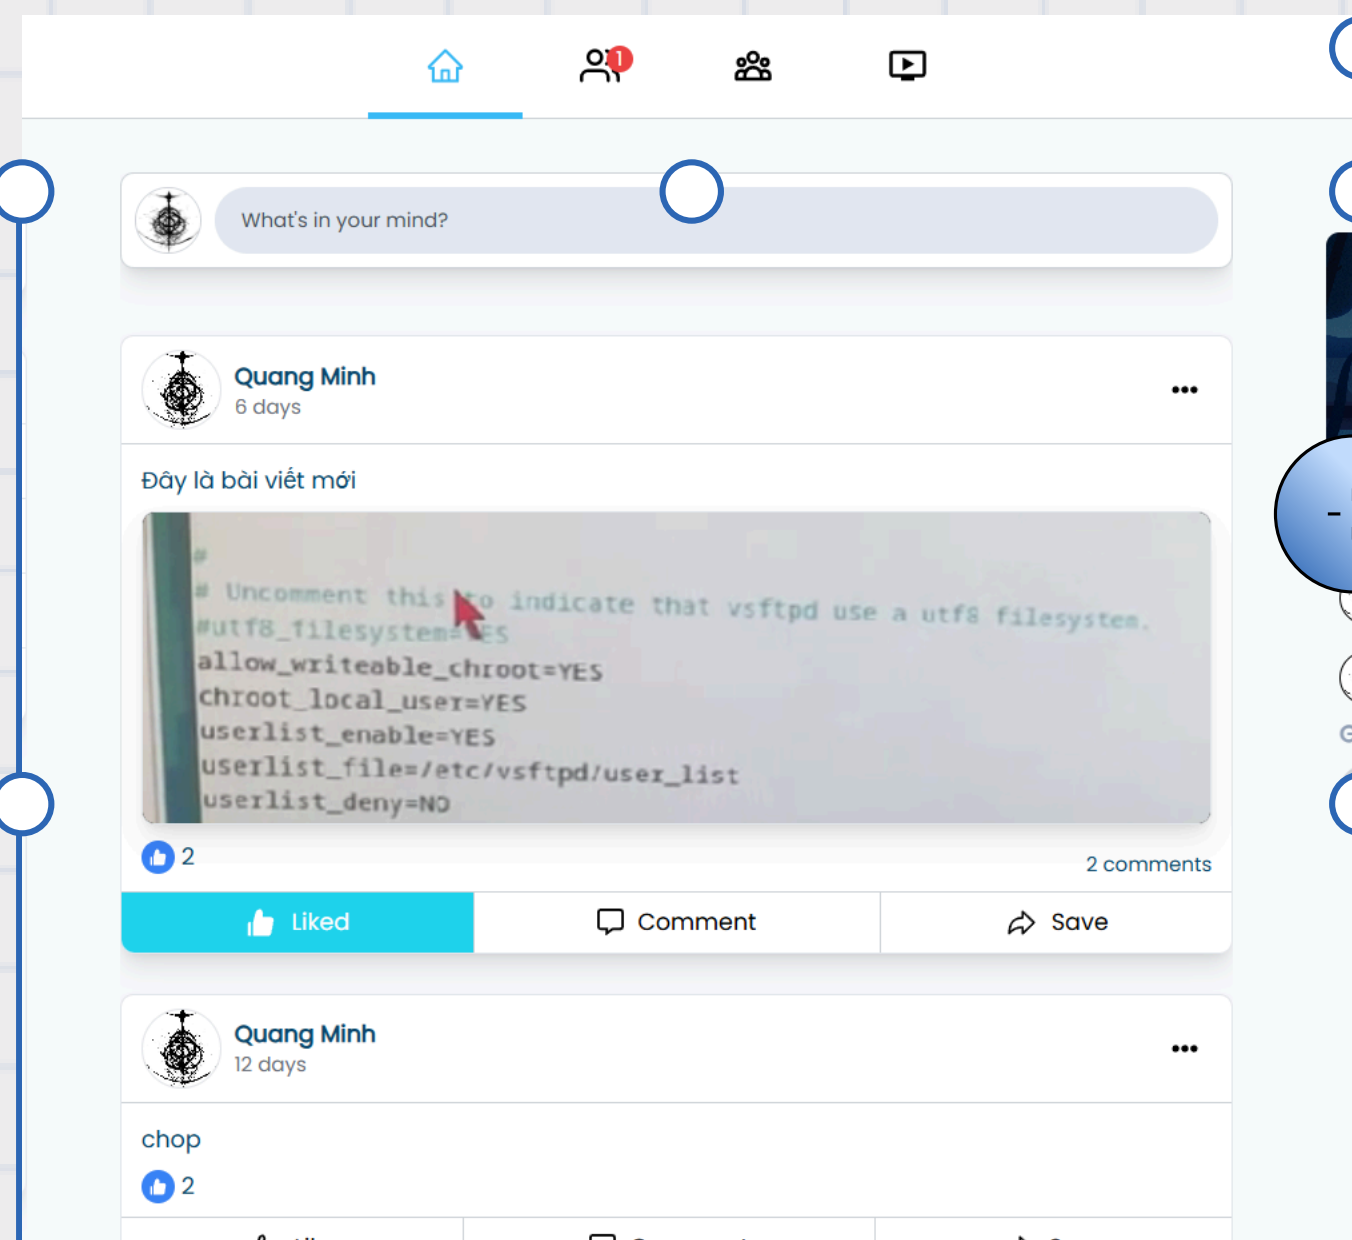 1
What's in your mind?
Quang Minh
6 days
Đây là bài viết mới
#
# Uncomment this to indicate that vsftpd use a utf8 filesystem.
#utf8_filesystem=YES
allow_writeable_chroot=YES
chroot_local_user=YES
userlist_enable=YES
userlist_file=/etc/vsftpd/user_list
userlist_deny=NO
2
2 comments
Liked
Comment
Save
Quang Minh
12 days
chop
2